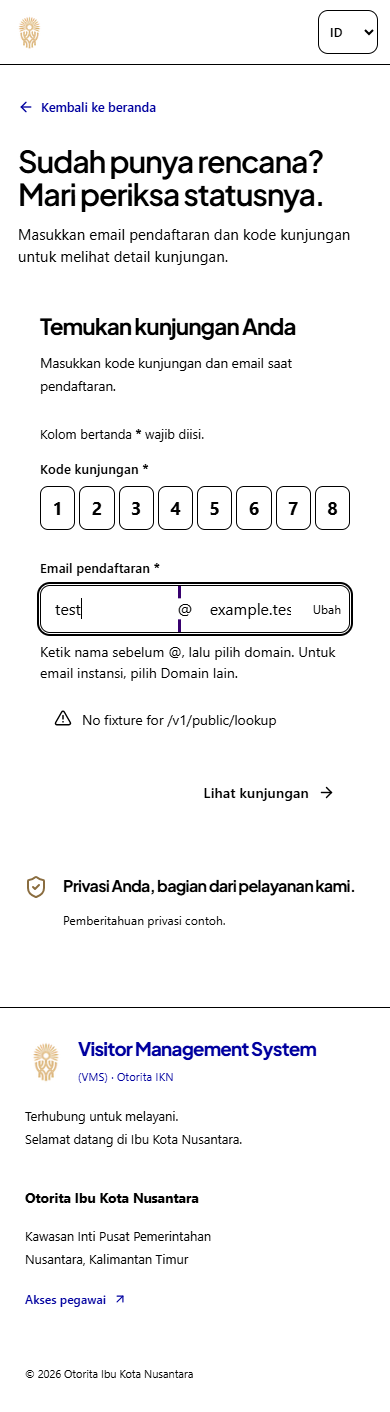 ID
Kembali ke beranda
Sudah punya rencana?
Mari periksa statusnya.
Masukkan email pendaftaran dan kode kunjungan
untuk melihat detail kunjungan.
Temukan kunjungan Anda
Masukkan kode kunjungan dan email saat
pendaftaran.
Kolom bertanda * wajib diisi.
Kode kunjungan *
1 2 3 4 5 6 7 8
Email pendaftaran *
test @ example.tes Ubah
Ketik nama sebelum @, lalu pilih domain. Untuk
email instansi, pilih Domain lain.
No fixture for /v1/public/lookup
Lihat kunjungan
Privasi Anda, bagian dari pelayanan kami.
Pemberitahuan privasi contoh.
Visitor Management System
(VMS) · Otorita IKN
Terhubung untuk melayani.
Selamat datang di Ibu Kota Nusantara.
Otorita Ibu Kota Nusantara
Kawasan Inti Pusat Pemerintahan
Nusantara, Kalimantan Timur
Akses pegawai
© 2026 Otorita Ibu Kota Nusantara